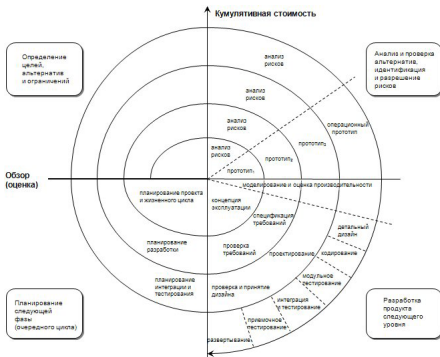 Кумулятивная стоимость
Определение
целей,
альтернатив
и ограничений
Анализ и проверка
альтернатив,
идентификация
и разрешение
рисков
анализ
рисков
анализ
рисков
анализ
рисков
анализ
рисков
операционный
прототип
прототип₃
прототип₂
прототип₁
Обзор
(оценка)
моделирование и оценка производительности
планирование проекта
и жизненного цикла
концепция
эксплуатации
спецификация
требований
детальный
дизайн
планирование
разработки
проверка
требований
проектирование
кодирование
модульное
тестирование
планирование
интеграции и
тестирования
проверка и принятие
дизайна
интеграция
и тестирование
приемочное
тестирование
развертывание
Планирование
следующей
фазы
(очередного цикла)
Разработка
продукта
следующего
уровня